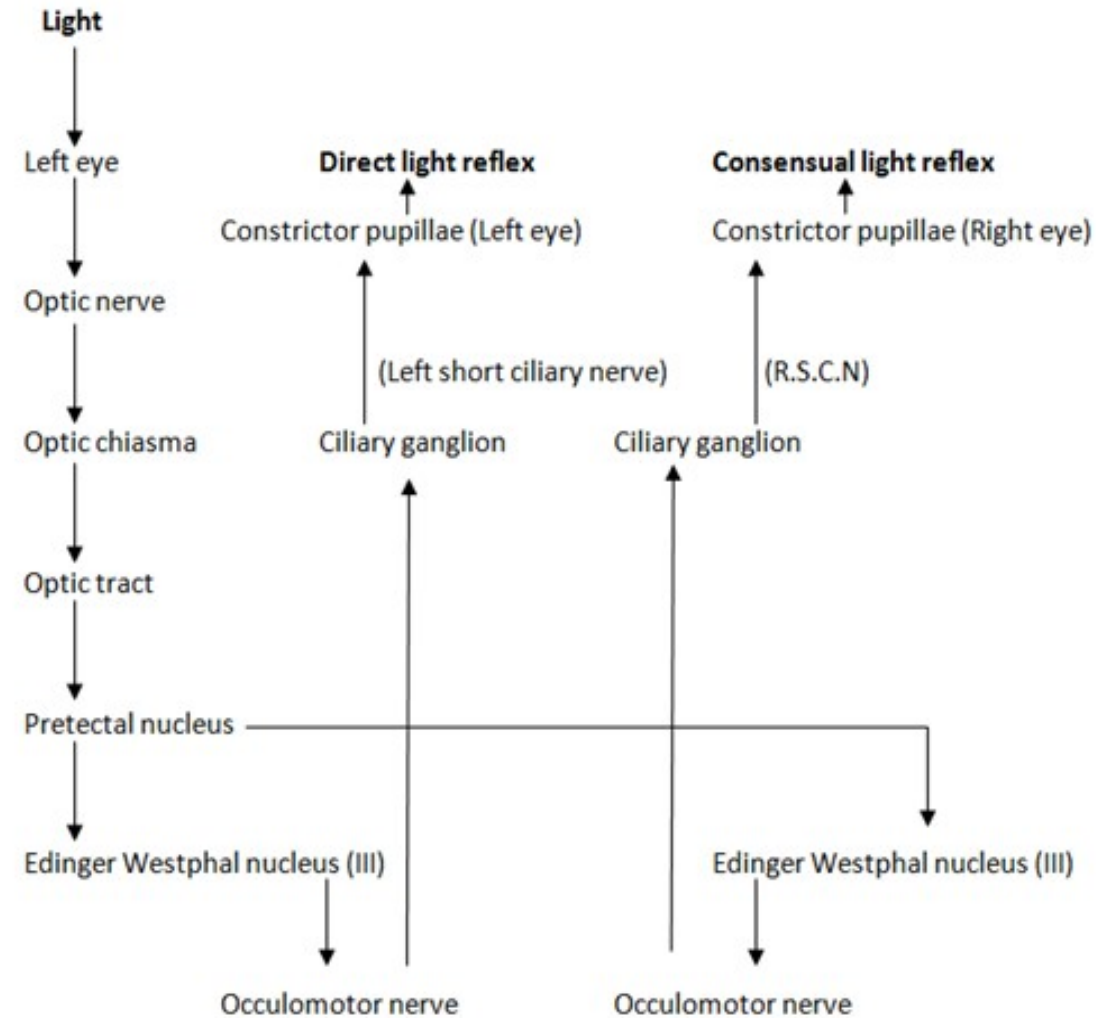 Light
Left eye
Direct light reflex
Consensual light reflex
Constrictor pupillae (Left eye)
Constrictor pupillae (Right eye)
Optic nerve
(Left short ciliary nerve)
(R.S.C.N)
Optic chiasma
Ciliary ganglion
Ciliary ganglion
Optic tract
Pretectal nucleus
Edinger Westphal nucleus (III)
Edinger Westphal nucleus (III)
Occulomotor nerve
Occulomotor nerve